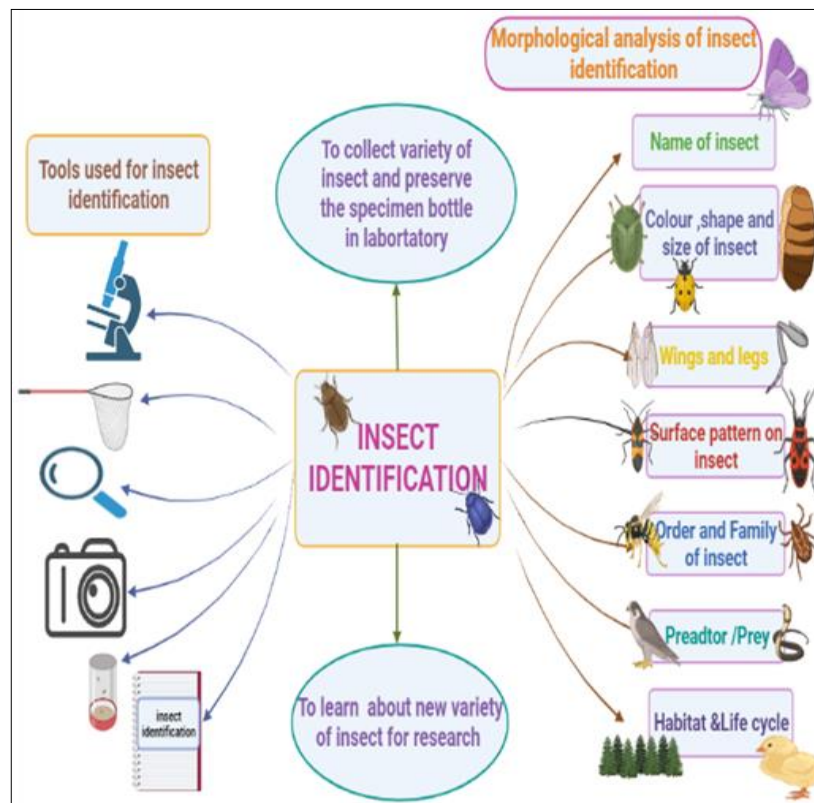 Morphological analysis of insect
identification
Tools used for insect
identification
To collect variety of
insect and preserve
the specimen bottle
in labortatory
Name of insect
Colour ,shape and
size of insect
Wings and legs
INSECT
IDENTIFICATION
Surface pattern on
insect
Order and Family
of insect
Preadtor /Prey
insect
identification
To learn about new variety
of insect for research
Habitat &Life cycle